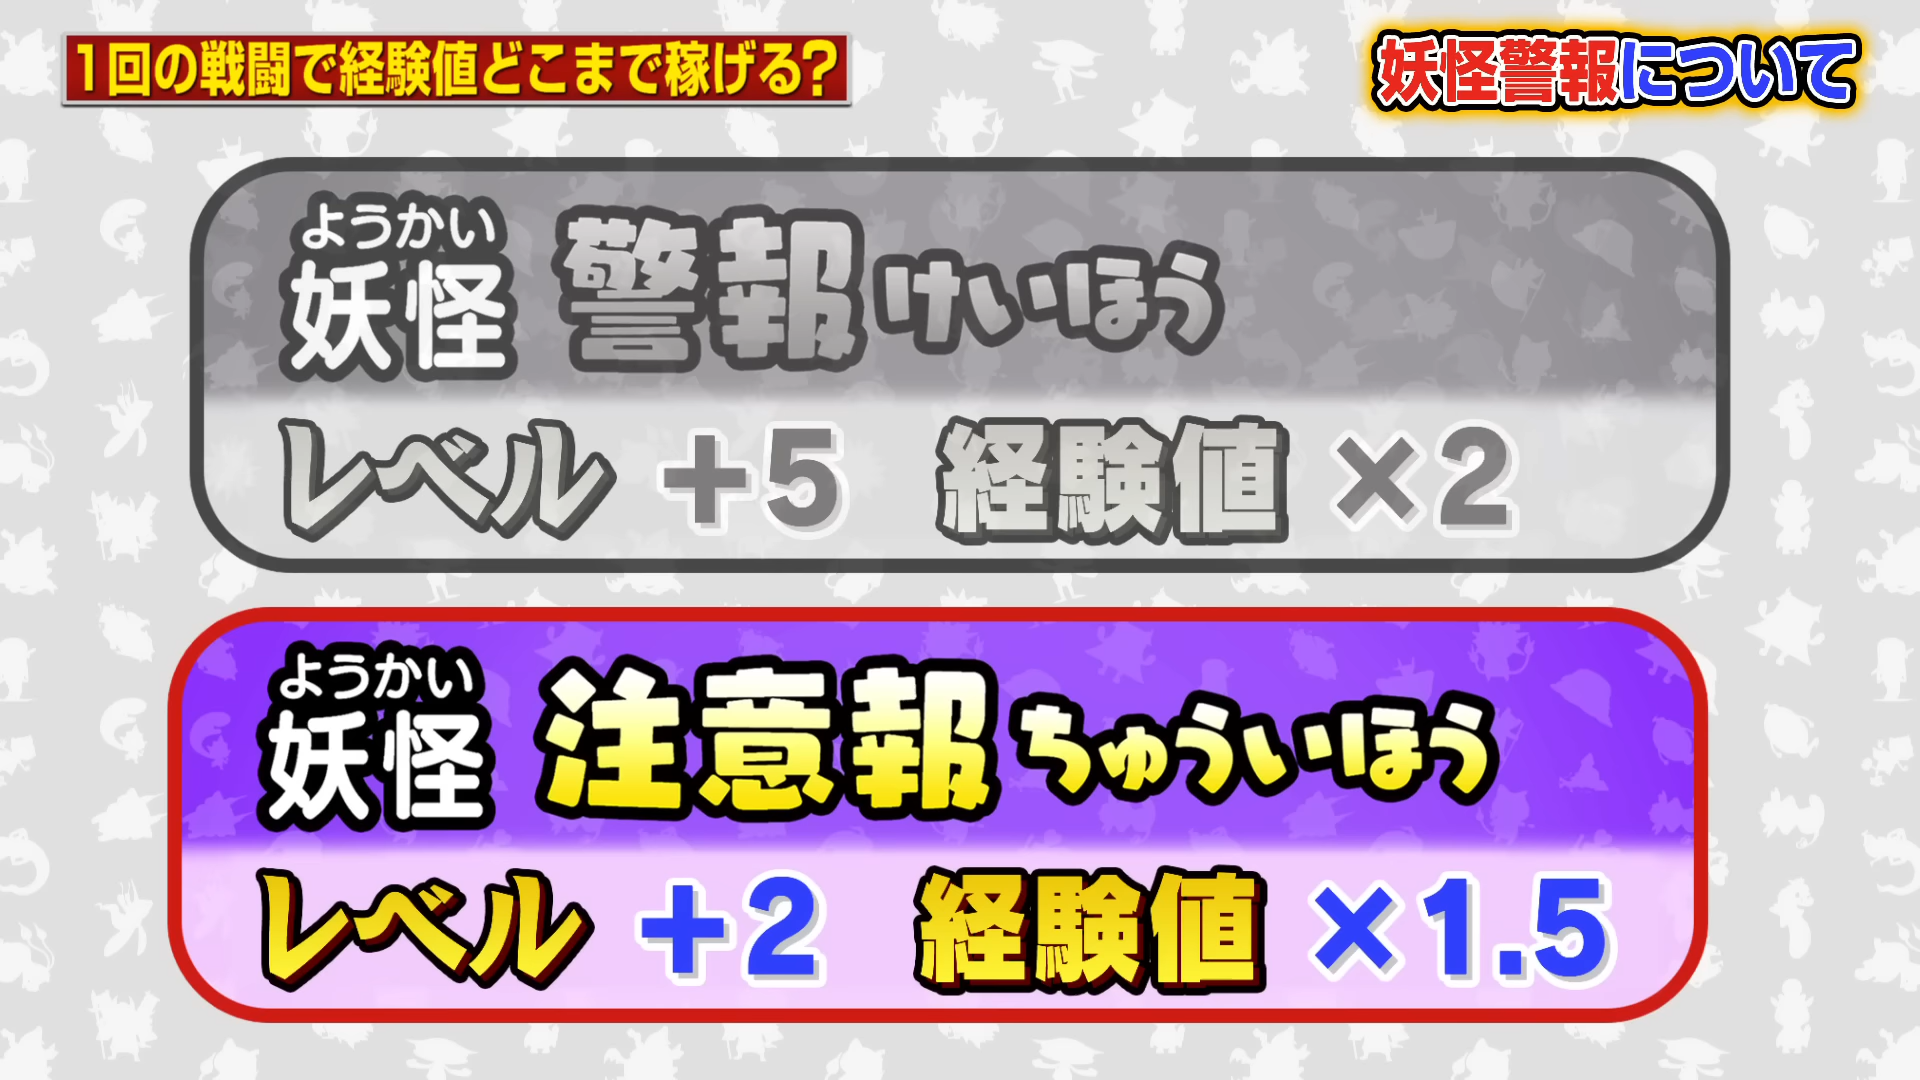 1回の戦闘で経験値どこまで稼げる?
妖怪警報について
ようかい
妖怪 警報 けいほう
レベル +5 経験値 ×2
ようかい
妖怪 注意報 ちゅういほう
レベル +2 経験値 ×1.5